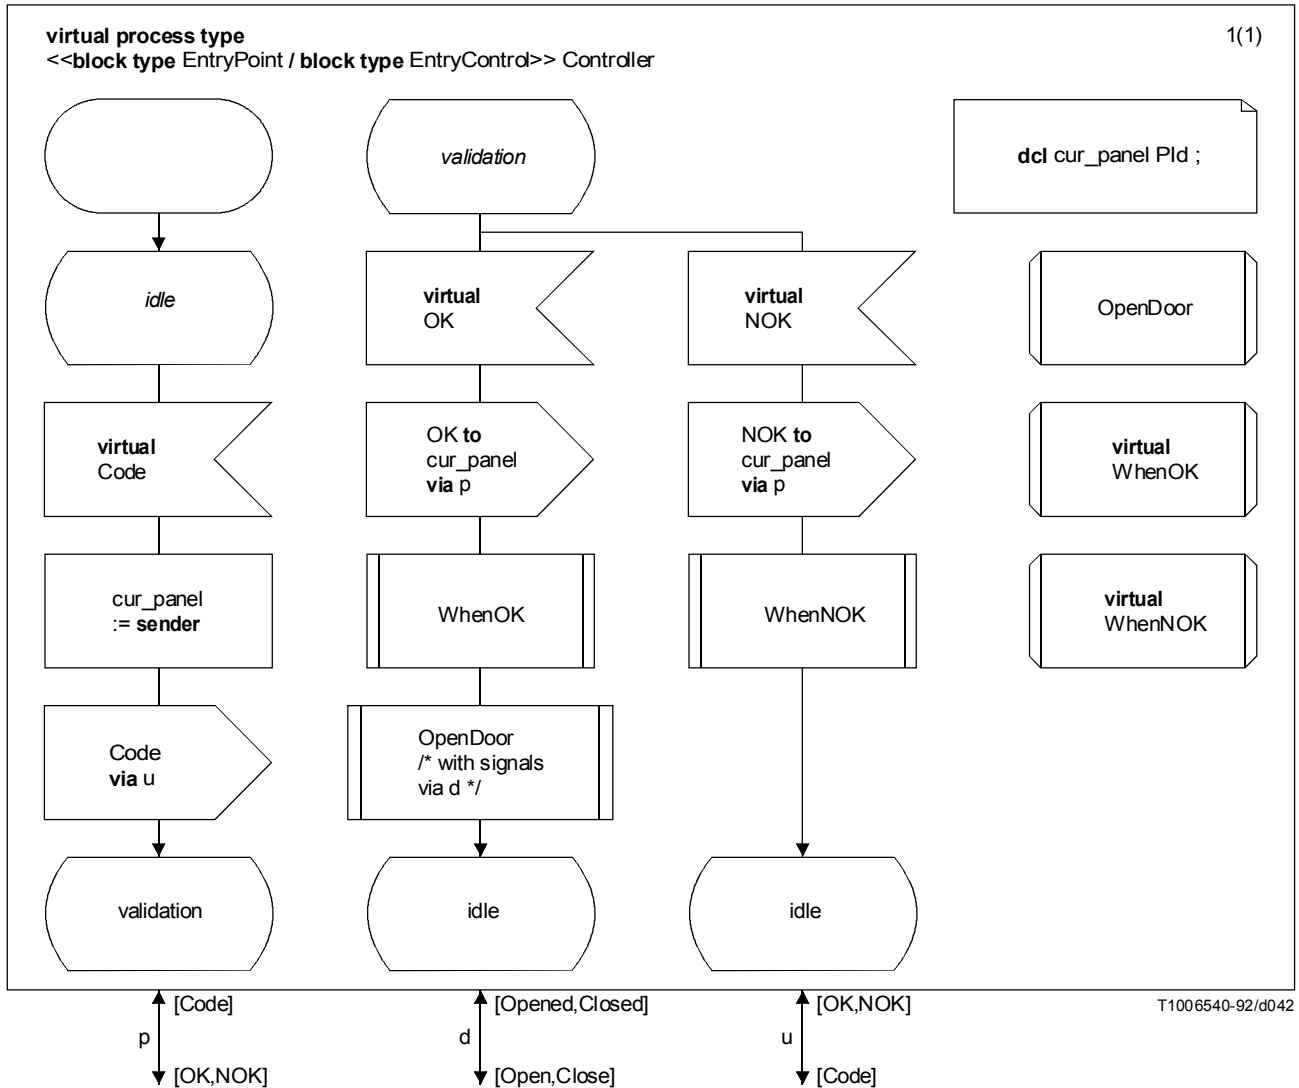 virtual process type
1(1)
<<block type EntryPoint / block type EntryControl>> Controller
validation
dcl cur_panel PId ;
idle
virtual
OK
virtual
NOK
OpenDoor
virtual
Code
OK to
cur_panel
via p
NOK to
cur_panel
via p
virtual
WhenOK
cur_panel
:= sender
WhenOK
WhenNOK
virtual
WhenNOK
Code
via u
OpenDoor
/* with signals
via d */
validation
idle
idle
[Code]
p
[OK,NOK]
[Opened,Closed]
d
[Open,Close]
[OK,NOK]
u
[Code]
T1006540-92/d042